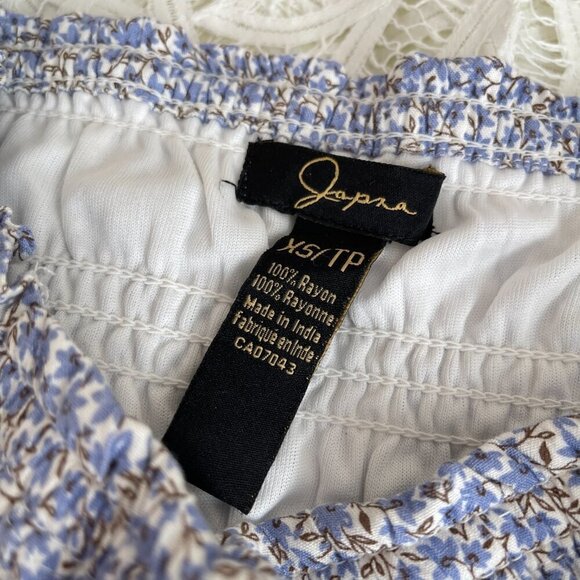 Japna
XS/TP
100% Rayon
100% Rayonne
Made in India
Fabriqué en Inde
CA07043